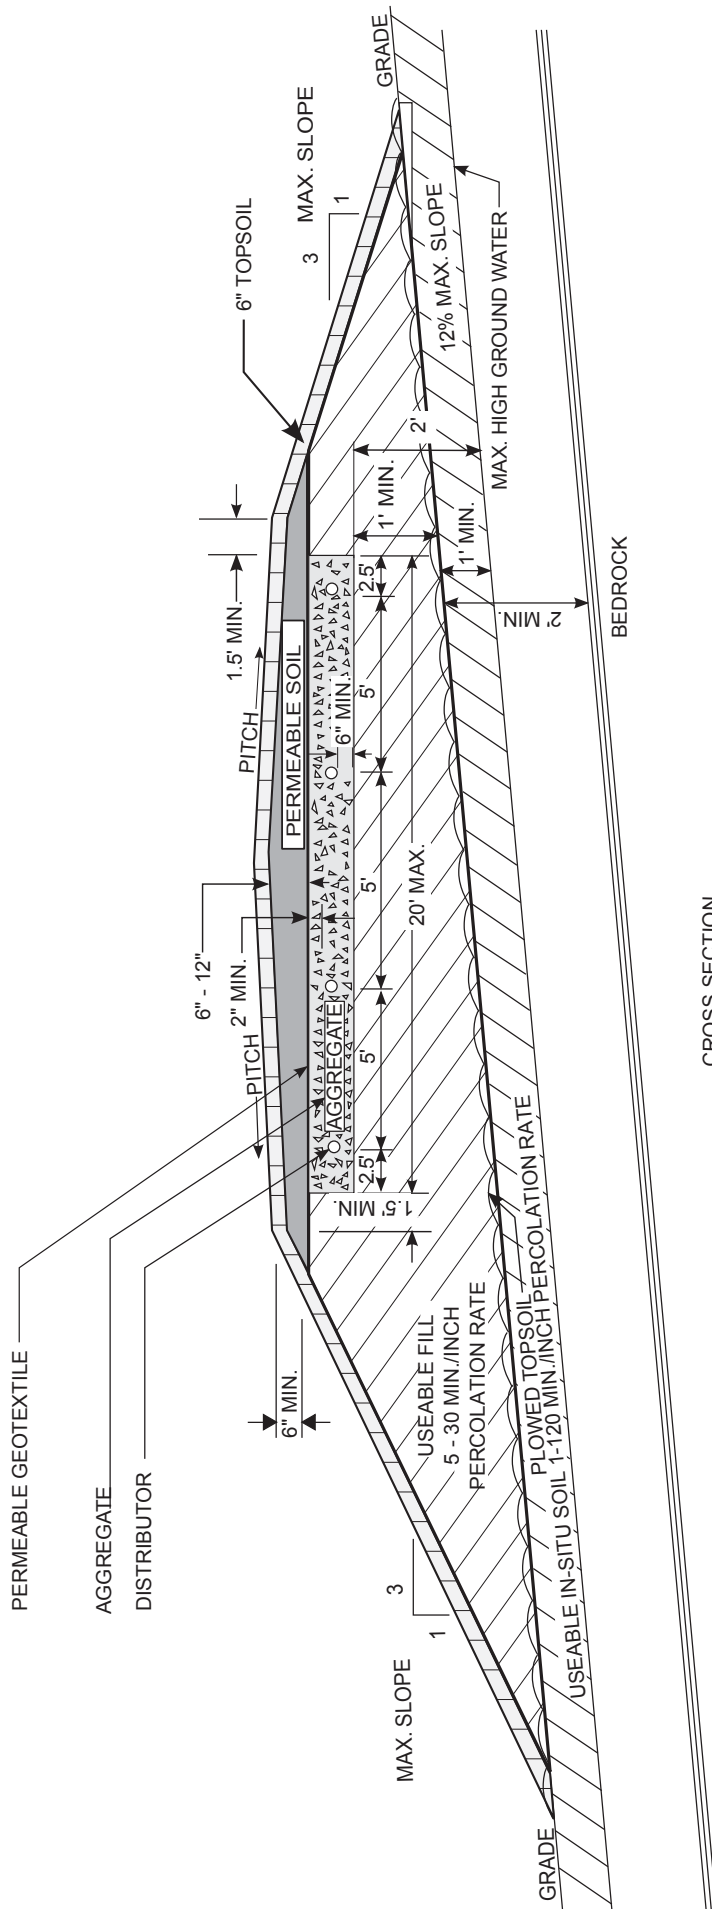 PERMEABLE GEOTEXTILE
AGGREGATE
DISTRIBUTOR
6" - 12"
2" MIN.
PITCH
PITCH
1.5' MIN.
6" TOPSOIL
MAX. SLOPE
3
1
GRADE
6" MIN.
PERMEABLE SOIL
AGGREGATE
6" MIN.
2.5'
5'
5'
5'
2.5'
1.5' MIN.
20' MAX.
1' MIN.
2'
12% MAX. SLOPE
MAX. HIGH GROUND WATER
1' MIN.
2' MIN.
BEDROCK
MAX. SLOPE
3
1
USEABLE FILL
5 - 30 MIN./INCH
PERCOLATION RATE
PLOWED TOPSOIL
USEABLE IN-SITU SOIL 1-120 MIN./INCH PERCOLATION RATE
GRADE
CROSS SECTION